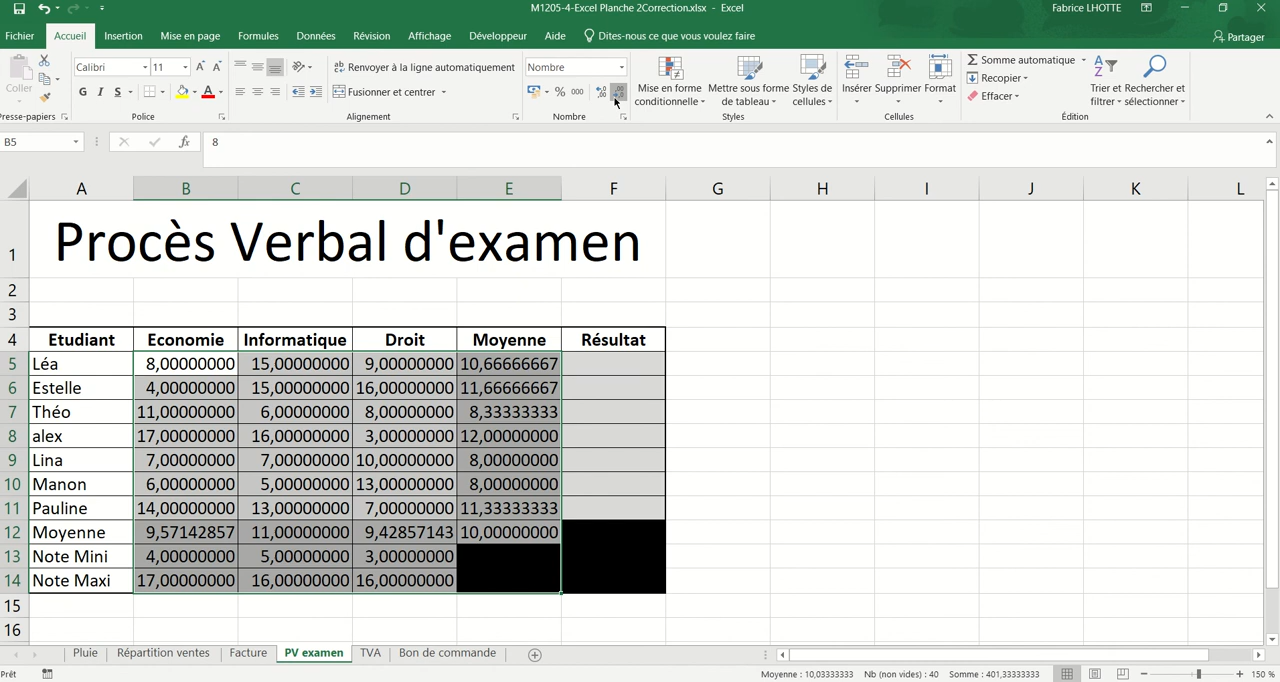 M1205-4-Excel Planche 2Correction.xlsx - Excel
Fabrice LHOTTE
Fichier Accueil Insertion Mise en page Formules Données Révision Affichage Développeur Aide Dites-nous ce que vous voulez faire Partager
Coller
Calibri 11
Renvoyer à la ligne automatiquement
Nombre
G I S
Fusionner et centrer
% 000
Mise en forme conditionnelle
Mettre sous forme de tableau
Styles de cellules
Insérer Supprimer Format
Somme automatique
Recopier
Effacer
Trier et filtrer
Rechercher et sélectionner
resse-papiers Police Alignement Nombre Styles Cellules Édition
B5 fx 8
A B C D E F G H I J K L
1 Procès Verbal d'examen
2
3
4 Etudiant Economie Informatique Droit Moyenne Résultat
5 Léa 8,00000000 15,00000000 9,00000000 10,66666667
6 Estelle 4,00000000 15,00000000 16,00000000 11,66666667
7 Théo 11,00000000 6,00000000 8,00000000 8,33333333
8 alex 17,00000000 16,00000000 3,00000000 12,00000000
9 Lina 7,00000000 7,00000000 10,00000000 8,00000000
10 Manon 6,00000000 5,00000000 13,00000000 8,00000000
11 Pauline 14,00000000 13,00000000 7,00000000 11,33333333
12 Moyenne 9,57142857 11,00000000 9,42857143 10,00000000
13 Note Mini 4,00000000 5,00000000 3,00000000
14 Note Maxi 17,00000000 16,00000000 16,00000000
15
16
Pluie Répartition ventes Facture PV examen TVA Bon de commande
Prêt Moyenne : 10,03333333 Nb (non vides) : 40 Somme : 401,33333333 150 %